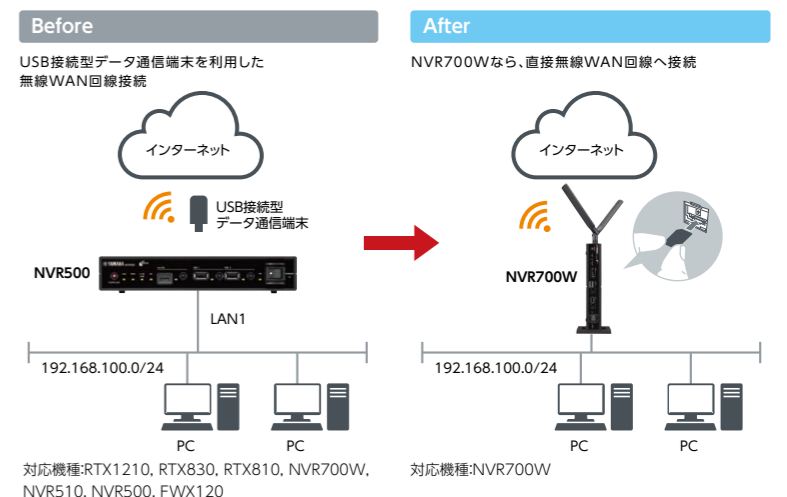 Before
USB接続型データ通信端末を利用した
無線WAN回線接続
インターネット
USB接続型
データ通信端末
NVR500
YAMAHA
LAN1
192.168.100.0/24
PC
PC
対応機種:RTX1210, RTX830, RTX810, NVR700W,
NVR510, NVR500, FWX120
After
NVR700Wなら、直接無線WAN回線へ接続
インターネット
NVR700W
192.168.100.0/24
PC
PC
対応機種:NVR700W